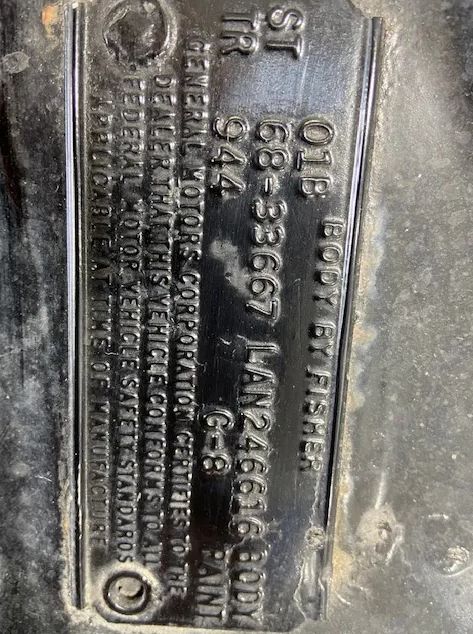 01B BODY BY FISHER
ST 68-33667 LAN246616 BODY
TR 944 G-8 PAINT
GENERAL MOTORS CORPORATION CERTIFIES TO THE
DEALER THAT THIS VEHICLE CONFORMS TO ALL
FEDERAL MOTOR VEHICLE SAFETY STANDARDS
APPLICABLE AT TIME OF MANUFACTURE